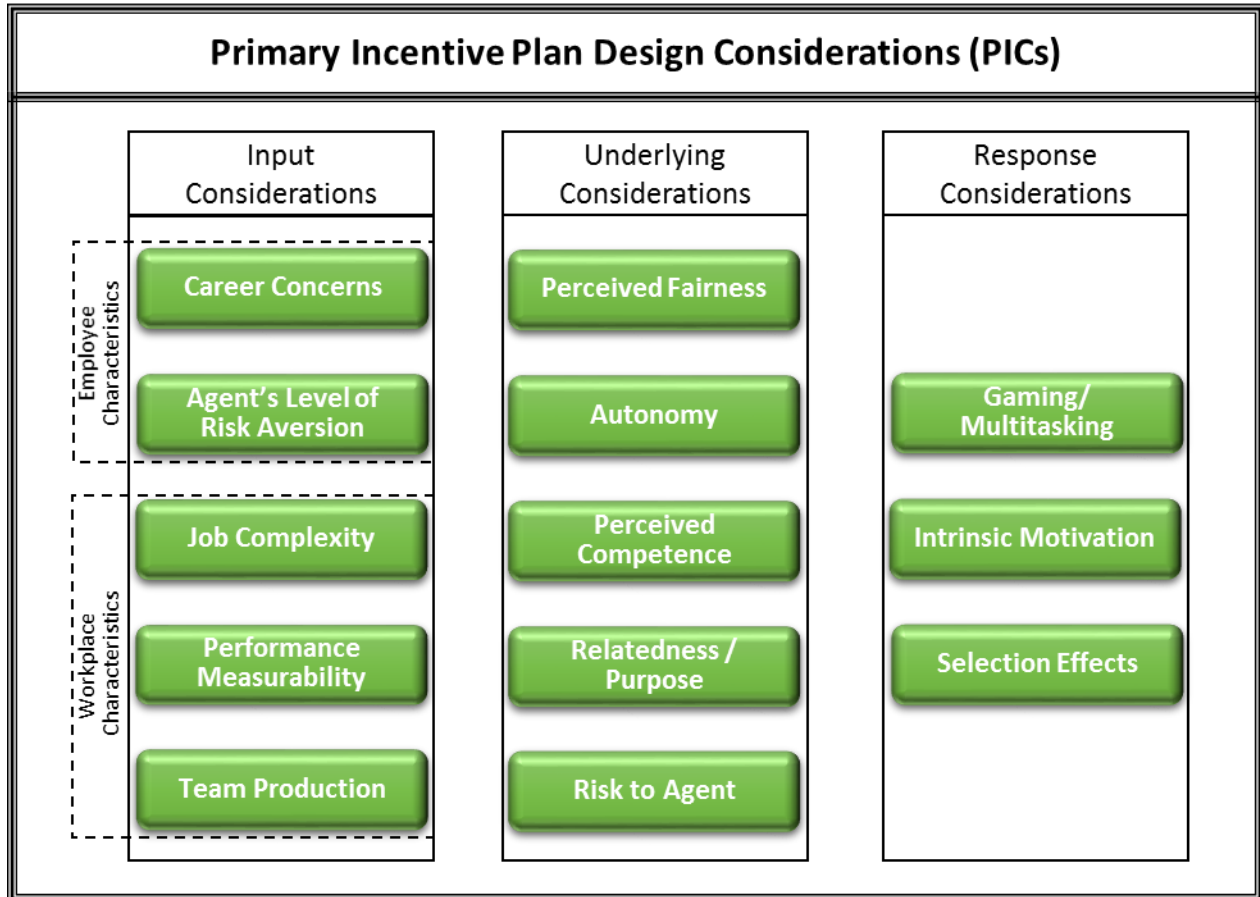 Primary Incentive Plan Design Considerations (PICs)
Input
Considerations
Employee
Characteristics
Career Concerns
Agent's Level of
Risk Aversion
Workplace
Characteristics
Job Complexity
Performance
Measurability
Team Production
Underlying
Considerations
Perceived Fairness
Autonomy
Perceived
Competence
Relatedness /
Purpose
Risk to Agent
Response
Considerations
Gaming/
Multitasking
Intrinsic Motivation
Selection Effects